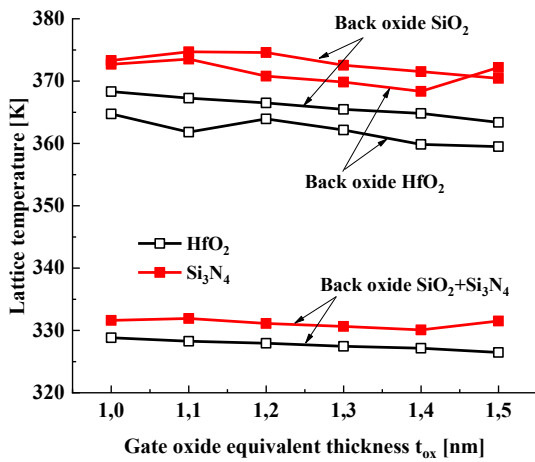 380
370
360
350
340
330
320
Lattice temperature [K]
Back oxide SiO₂
Back oxide HfO₂
HfO₂
Si₃N₄
Back oxide SiO₂+Si₃N₄
1,0 1,1 1,2 1,3 1,4 1,5
Gate oxide equivalent thickness tₒₓ [nm]